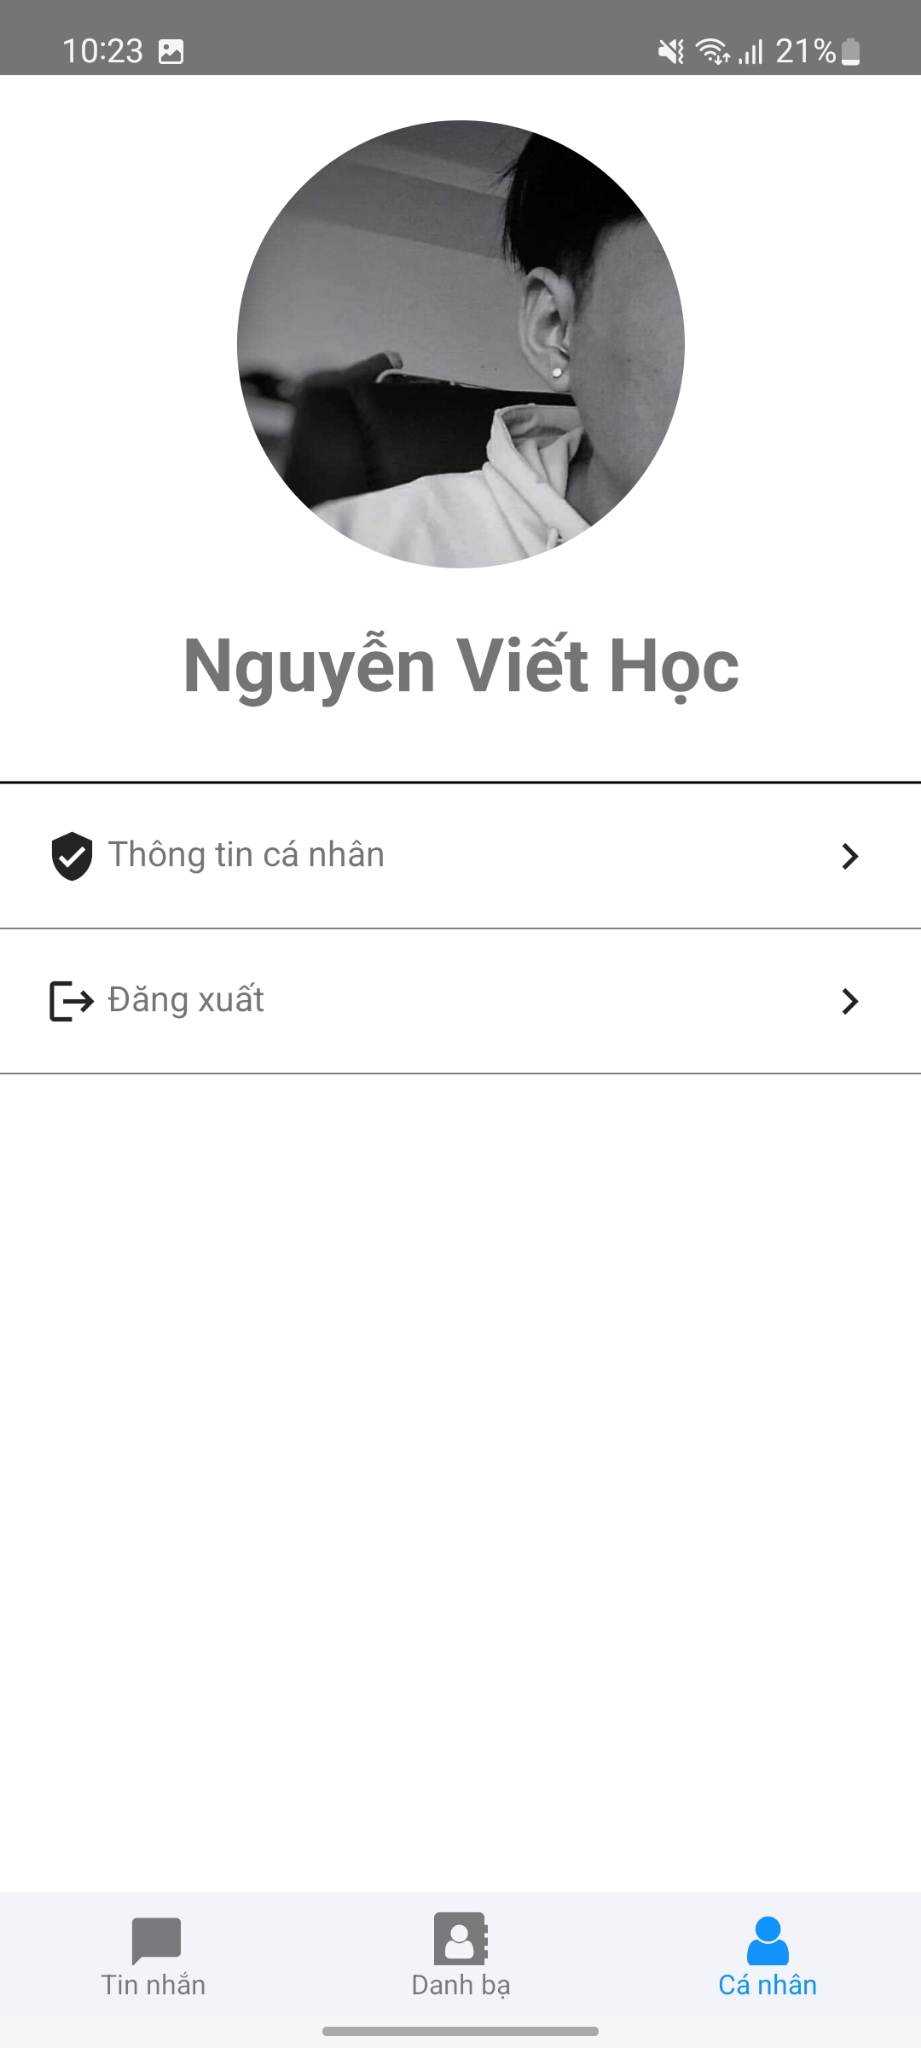 10:23 21%
Nguyễn Viết Học
Thông tin cá nhân
Đăng xuất
Tin nhắn Danh bạ Cá nhân